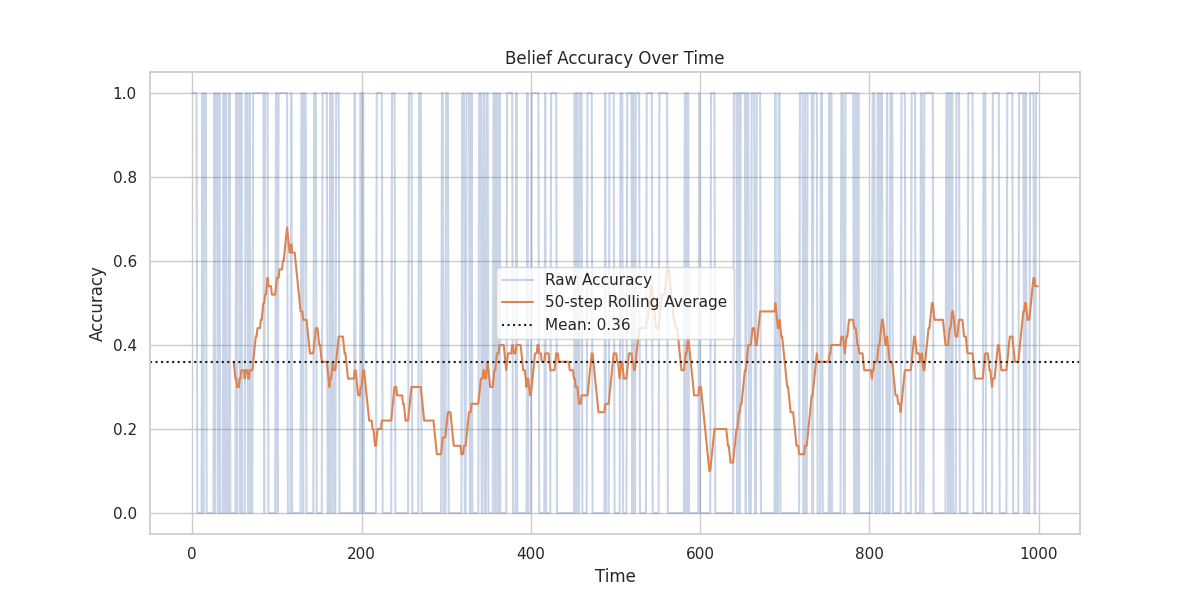 Belief Accuracy Over Time
Accuracy
1.0
0.8
0.6
0.4
0.2
0.0
Raw Accuracy
50-step Rolling Average
Mean: 0.36
0
200
400
600
800
1000
Time